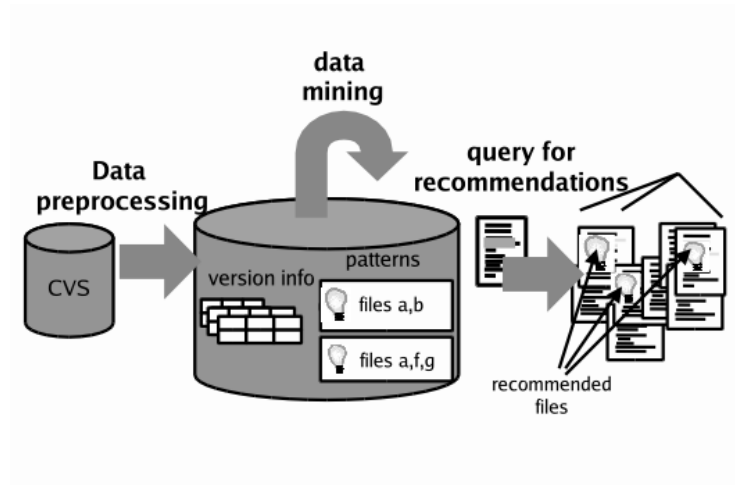 data
mining
Data
preprocessing
query for
recommendations
CVS
version info
patterns
files a,b
files a,f,g
recommended
files